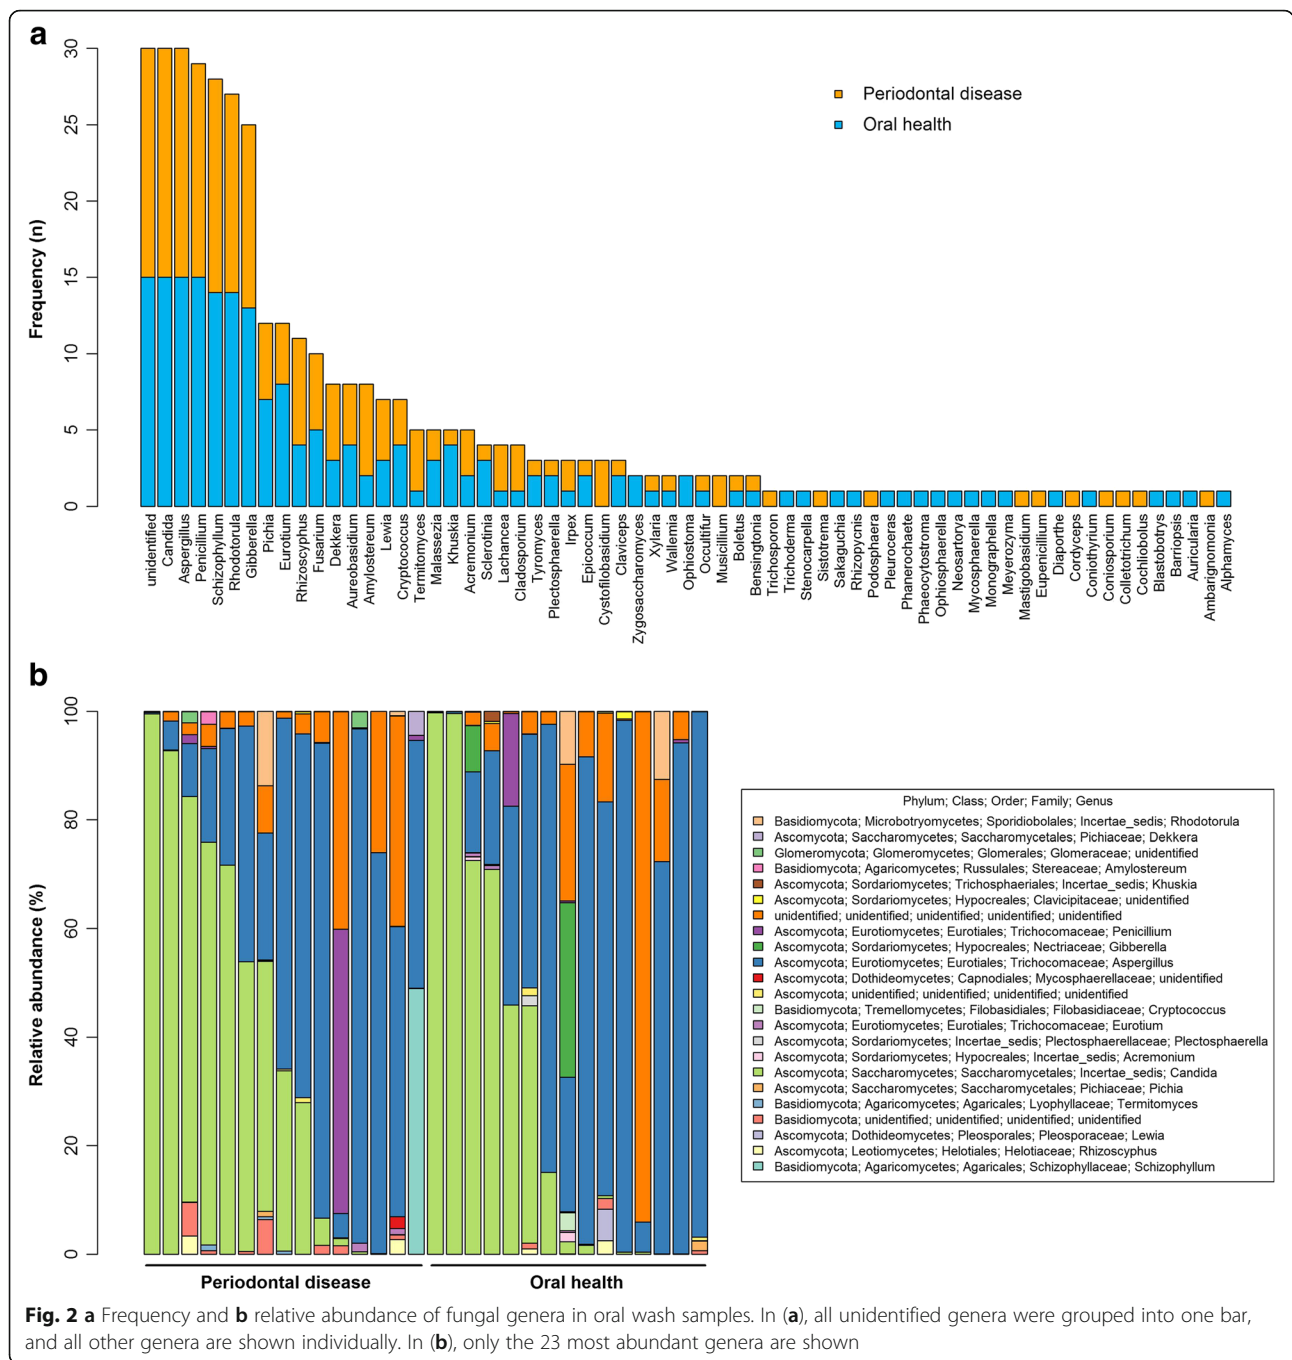 a
30
25
20
15
10
5
0
Frequency (n)
Periodontal disease
Oral health
unidentified
Candida
Aspergillus
Penicillium
Schizophyllum
Rhodotorula
Gibberella
Pichia
Eurotium
Rhizoscyphus
Fusarium
Dekkera
Aureobasidium
Amylostereum
Lewia
Cryptococcus
Termitomyces
Malassezia
Khuskia
Acremonium
Sclerotinia
Lachancea
Cladosporium
Tyromyces
Plectosphaerella
Irpex
Epicoccum
Cystofilobasidium
Claviceps
Zygosaccharomyces
Xylaria
Wallemia
Ophiostoma
Occultifur
Musicillium
Boletus
Bensingtonia
Trichosporon
Trichoderma
Stenocarpella
Sistotrema
Sakaguchia
Rhizopycnis
Podosphaera
Pleuroceras
Phanerochaete
Phaeocytostroma
Ophiosphaerella
Neosartorya
Mycosphaerella
Monographella
Meyerozyma
Mastigobasidium
Eupenicillium
Diaporthe
Cordyceps
Coniothyrium
Coniosporium
Colletotrichum
Cochliobolus
Blastobotrys
Barriopsis
Auricularia
Ambarignomonia
Alphamyces
b
100
80
60
40
20
0
Relative abundance (%)
Periodontal disease
Oral health
Phylum; Class; Order; Family; Genus
Basidiomycota; Microbotryomycetes; Sporidiobolales; Incertae_sedis; Rhodotorula
Ascomycota; Saccharomycetes; Saccharomycetales; Pichiaceae; Dekkera
Glomeromycota; Glomeromycetes; Glomerales; Glomeraceae; unidentified
Basidiomycota; Agaricomycetes; Russulales; Stereaceae; Amylostereum
Ascomycota; Sordariomycetes; Trichosphaeriales; Incertae_sedis; Khuskia
Ascomycota; Sordariomycetes; Hypocreales; Clavicipitaceae; unidentified
unidentified; unidentified; unidentified; unidentified; unidentified
Ascomycota; Eurotiomycetes; Eurotiales; Trichocomaceae; Penicillium
Ascomycota; Sordariomycetes; Hypocreales; Nectriaceae; Gibberella
Ascomycota; Eurotiomycetes; Eurotiales; Trichocomaceae; Aspergillus
Ascomycota; Dothideomycetes; Capnodiales; Mycosphaerellaceae; unidentified
Ascomycota; unidentified; unidentified; unidentified; unidentified
Basidiomycota; Tremellomycetes; Filobasidiales; Filobasidiaceae; Cryptococcus
Ascomycota; Eurotiomycetes; Eurotiales; Trichocomaceae; Eurotium
Ascomycota; Sordariomycetes; Incertae_sedis; Plectosphaerellaceae; Plectosphaerella
Ascomycota; Sordariomycetes; Hypocreales; Incertae_sedis; Acremonium
Ascomycota; Saccharomycetes; Saccharomycetales; Incertae_sedis; Candida
Ascomycota; Saccharomycetes; Saccharomycetales; Pichiaceae; Pichia
Basidiomycota; Agaricomycetes; Agaricales; Lyophyllaceae; Termitomyces
Basidiomycota; unidentified; unidentified; unidentified; unidentified
Ascomycota; Dothideomycetes; Pleosporales; Pleosporaceae; Lewia
Ascomycota; Leotiomycetes; Helotiales; Helotiaceae; Rhizoscyphus
Basidiomycota; Agaricomycetes; Agaricales; Schizophyllaceae; Schizophyllum
Fig. 2 a Frequency and b relative abundance of fungal genera in oral wash samples. In (a), all unidentified genera were grouped into one bar,
and all other genera are shown individually. In (b), only the 23 most abundant genera are shown